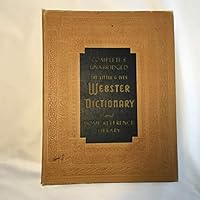 COMPLETE &
UNABRIDGED
THE LITTLE & IVES
WEBSTER
DICTIONARY
and
HOME REFERENCE
LIBRARY